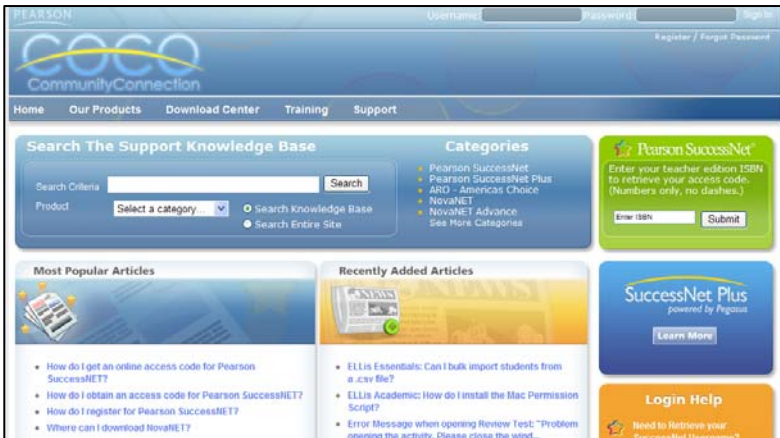 PEARSON
Username: Password: Sign In
Register / Forgot Password
COCO
CommunityConnection
Home Our Products Download Center Training Support
Search The Support Knowledge Base
Search Criteria Search
Product Select a category... Search Knowledge Base
Search Entire Site
Categories
Pearson SuccessNet
Pearson SuccessNet Plus
ARO - Americas Choice
NovaNET
NovaNET Advance
See More Categories
Pearson SuccessNet®
Enter your teacher edition ISBN
to retrieve your access code.
(Numbers only, no dashes.)
Enter ISBN Submit
Most Popular Articles
How do I get an online access code for Pearson
SuccessNET?
How do I obtain an access code for Pearson SuccessNET?
How do I register for Pearson SuccessNET?
Where can I download NovaNET?
Recently Added Articles
ELLis Essentials: Can I bulk import students from
a .csv file?
ELLis Academic: How do I install the Mac Permission
Script?
Error Message when opening Review Test: "Problem
opening the activity. Please close the wind...
SuccessNet Plus
powered by Pegasus
Learn More
Login Help
Need to Retrieve your
SuccessNet Username?